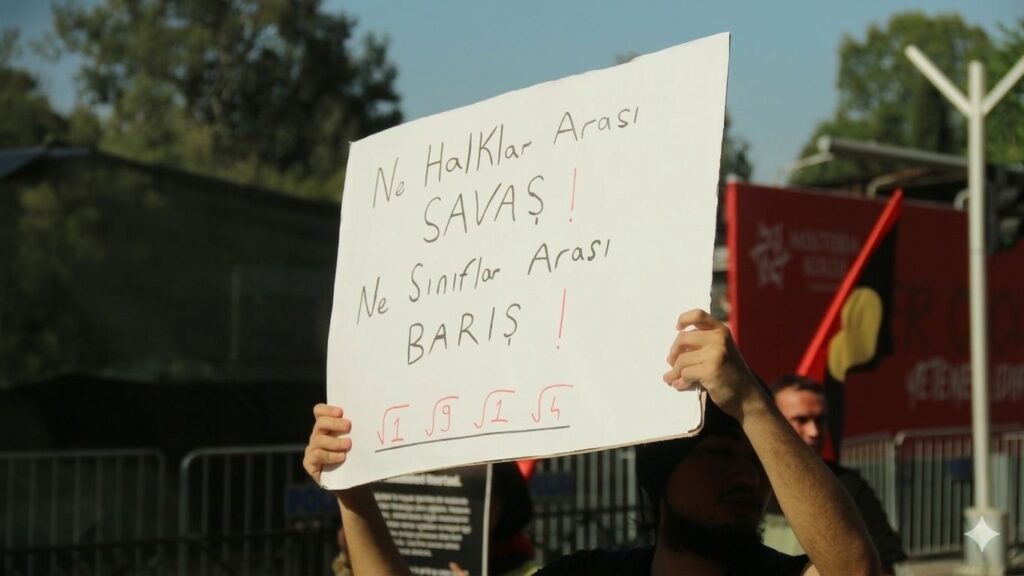 Ne Halklar Arası
SAVAŞ !
Ne Sınıflar Arası
BARIŞ !
√1 √9 √1 √4